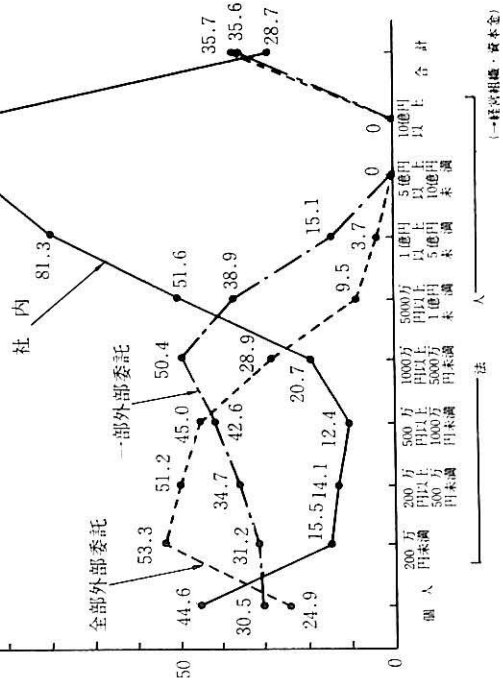 35.7
35.6
28.7
社内
81.3
51.6
38.9
15.1
0
0
一部外部委託
50.4
45.0
42.6
28.9
9.5
3.7
全部外部委託
53.3
51.2
44.6
31.2
34.7
30.5
24.9
15.5
14.1
12.4
20.7
50
0
個人
200万
円未満
200万
円以上
500万
円未満
500万
円以上
1000万
円未満
1000万
円以上
5000万
円未満
5000万
円以上
1億円
未満
1億円
以上
5億円
未満
5億円
以上
10億円
未満
10億円
以上
合計
法人
(→経営組織・資本金)